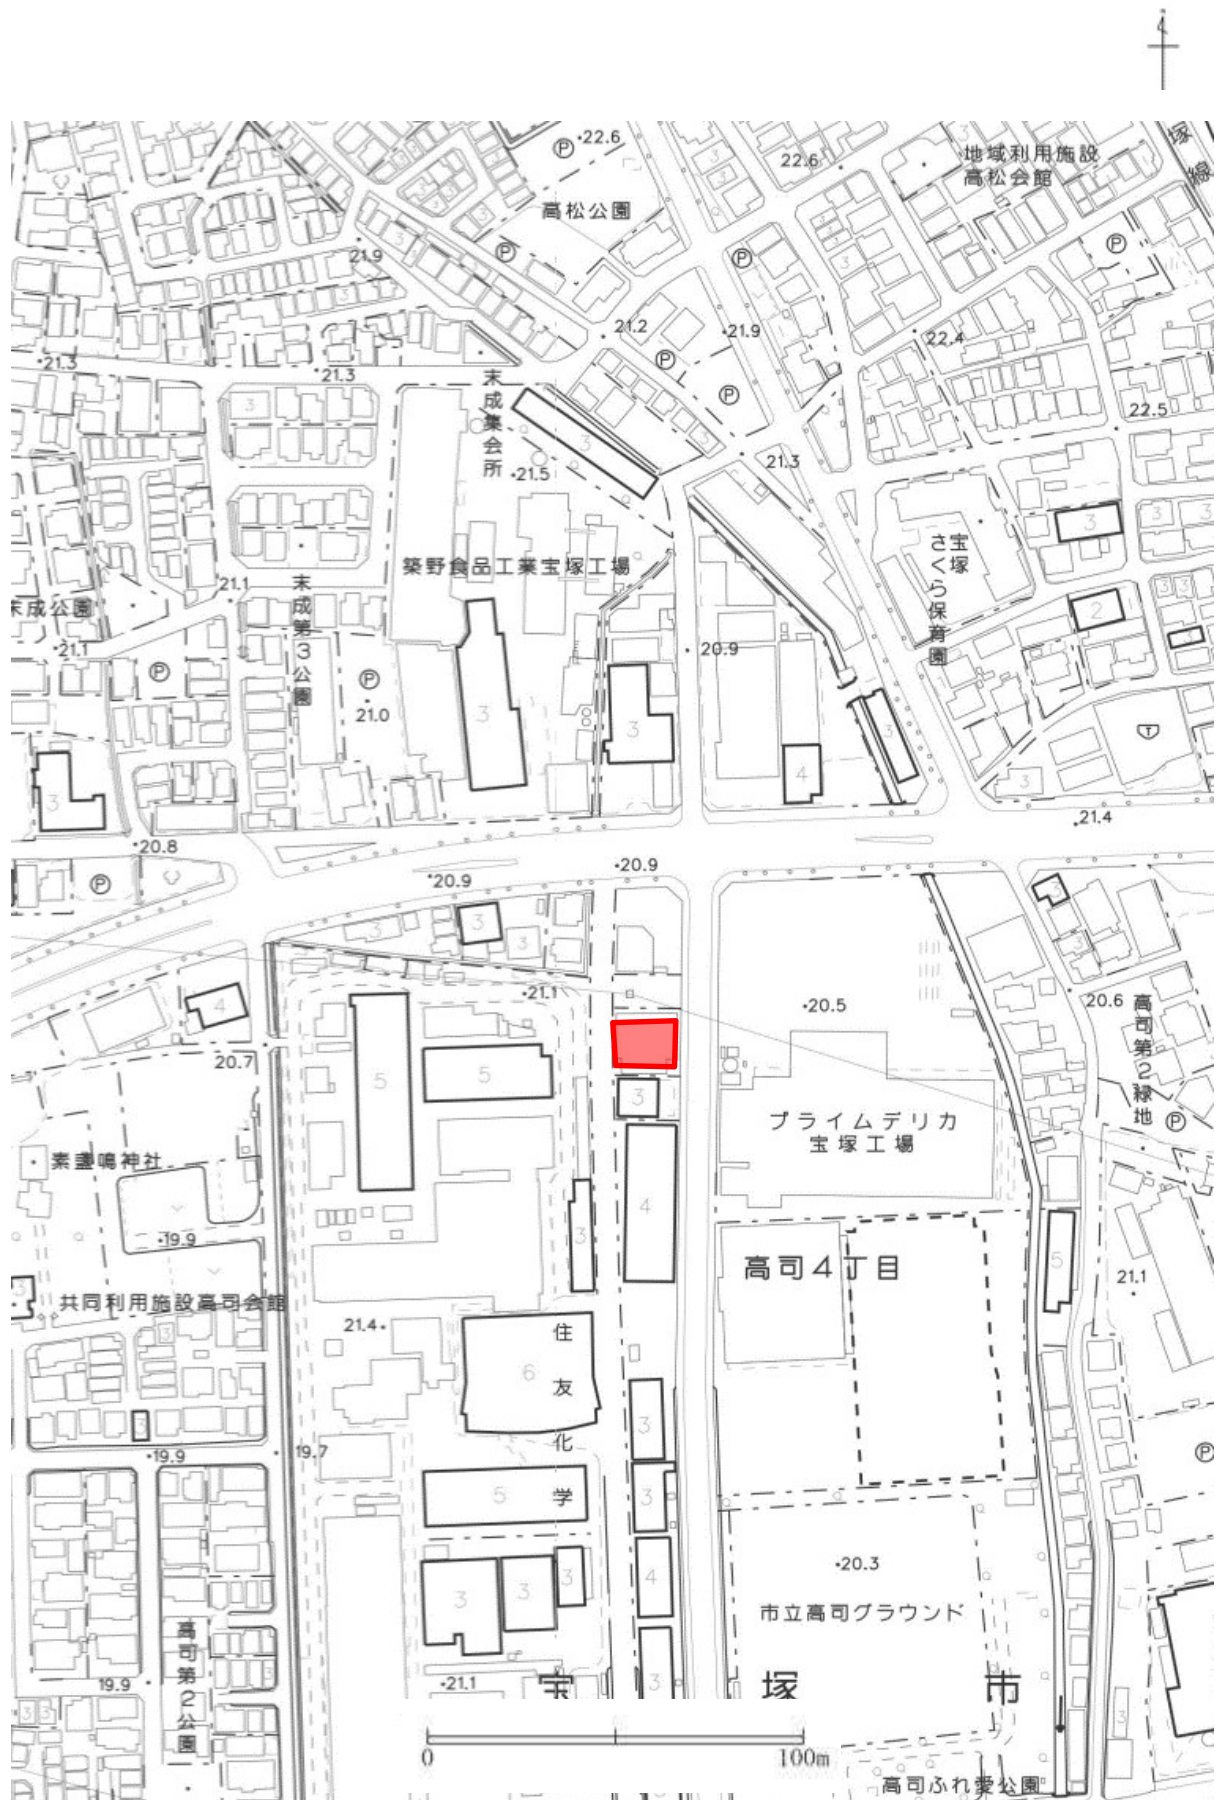 22.6
22.6
地域利用施設
高松会館
塚
線
高松公園
21.9
21.2
21.9
22.4
21.3
21.3
22.5
末成集会所
21.3
21.5
築野食品工業宝塚工場
宝塚
さくら保育園
21.1
末成第3公園
末成公園
21.1
20.9
21.0
21.4
20.8
20.9
20.9
21.1
20.5
20.6
高司第2緑地
20.7
プライムデリカ
宝塚工場
素盞嗚神社
19.9
高司4丁目
21.1
共同利用施設高司会館
21.4
住友化学
19.9
19.7
20.3
市立高司グラウンド
高司第2公園
19.9
21.1
宝塚市
0
100m
高司ふれ愛公園